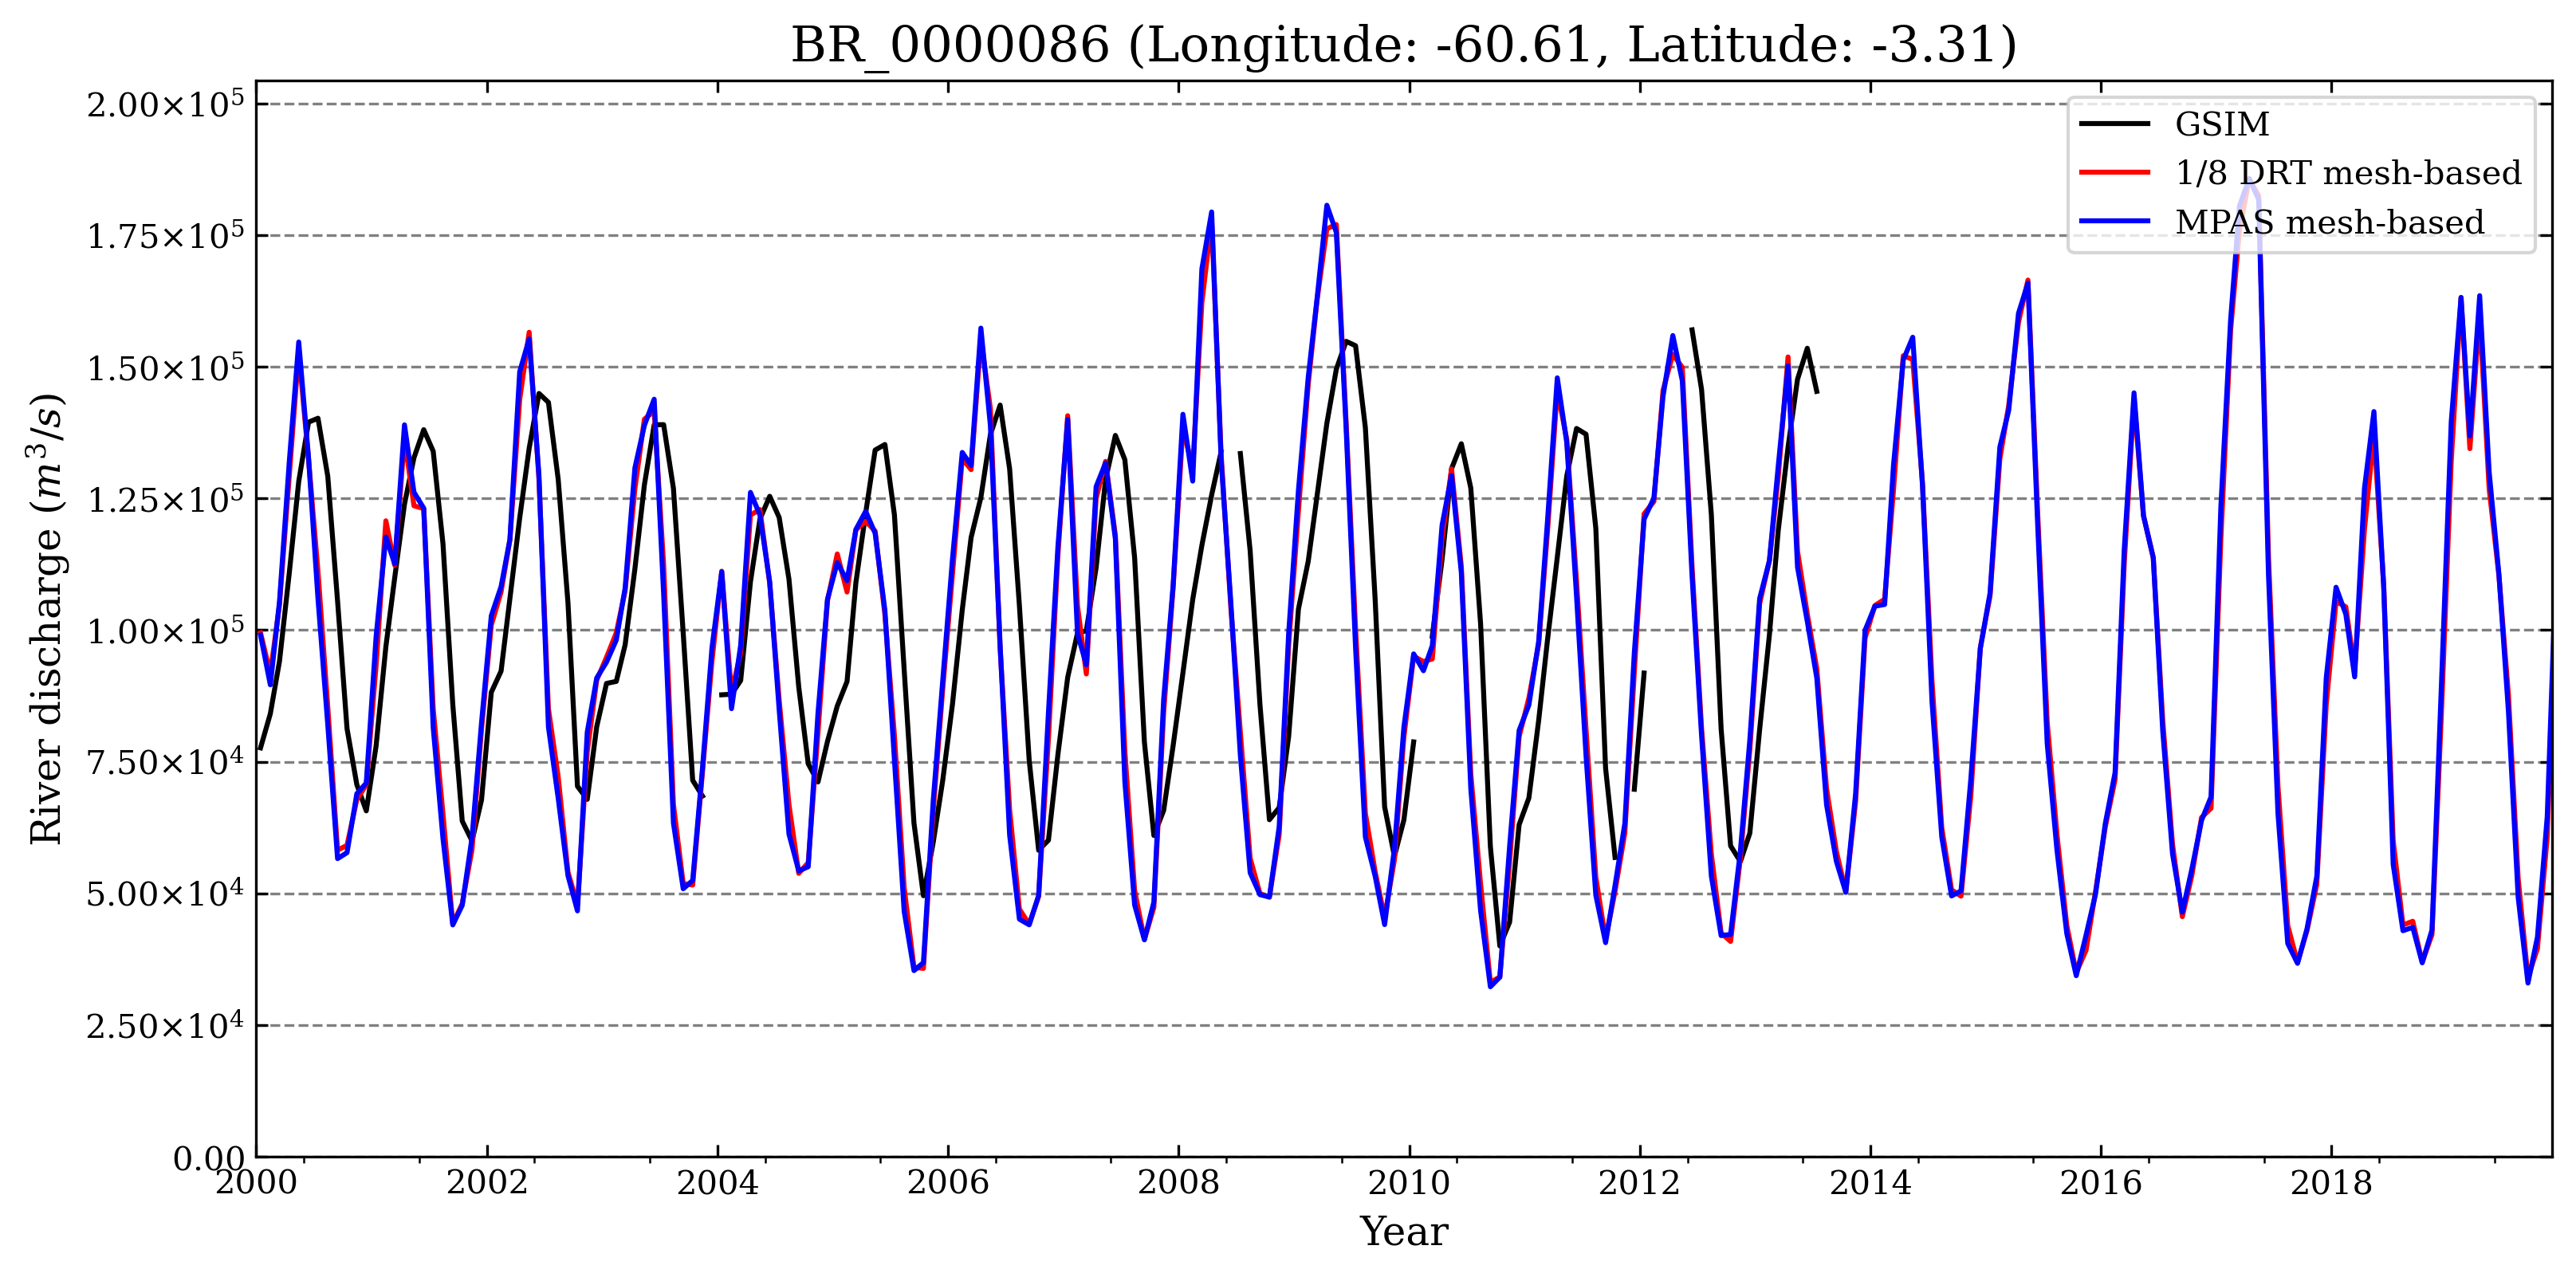 BR_0000086 (Longitude: -60.61, Latitude: -3.31)
2.00×10⁵
1.75×10⁵
1.50×10⁵
1.25×10⁵
1.00×10⁵
7.50×10⁴
5.00×10⁴
2.50×10⁴
0.00
River discharge (m³/s)
GSIM
1/8 DRT mesh-based
MPAS mesh-based
2000 2002 2004 2006 2008 2010 2012 2014 2016 2018
Year